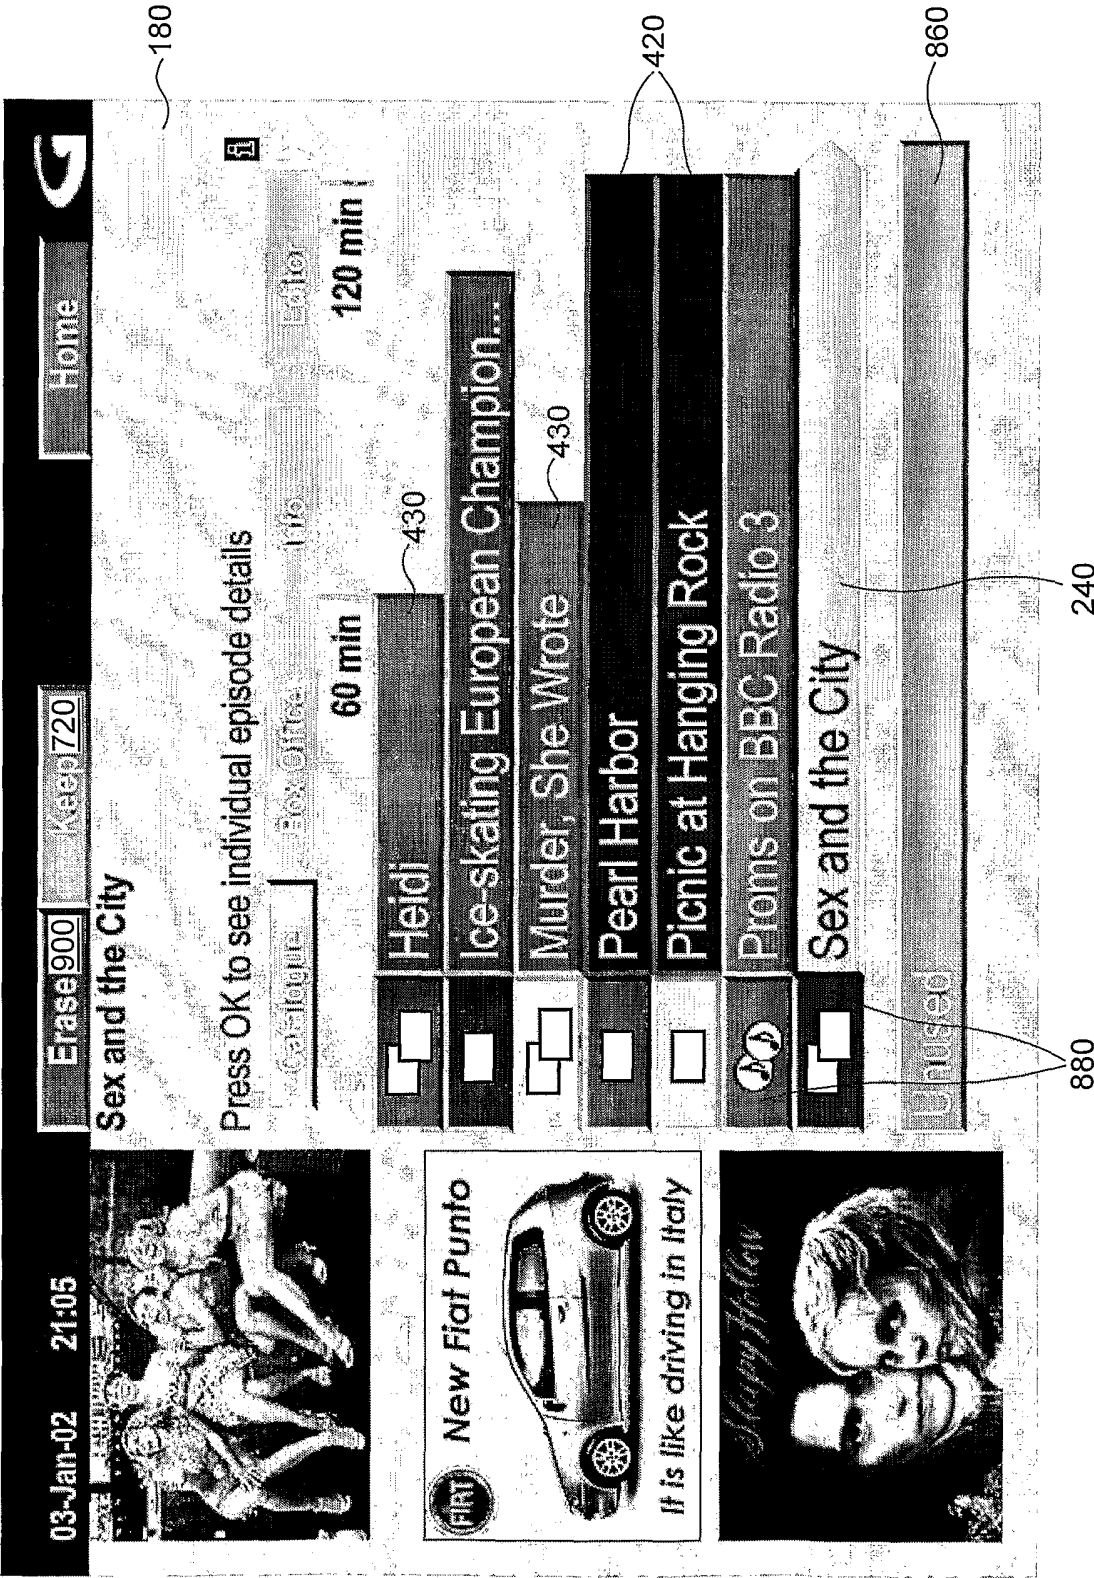 03-Jan-02 21:05
Erase 900 Keep 720 Home
Sex and the City
180
Press OK to see individual episode details
i
Catalogue Box Office Info Editor
60 min 120 min
Heidi
430
Ice-skating European Champion...
Murder, She Wrote
430
Pearl Harbor
420
Picnic at Hanging Rock
Proms on BBC Radio 3
Sex and the City
Unused
860
880
240
FIRT New Fiat Punto
It is like driving in Italy